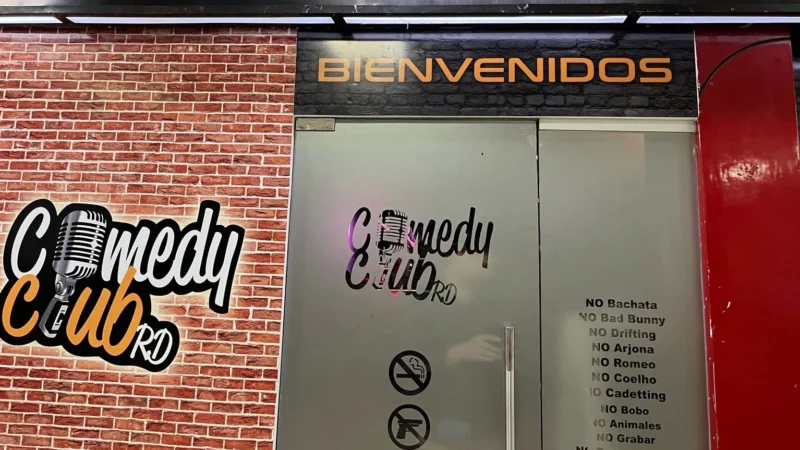 BIENVENIDOS
Comedy
Club RD
Comedy
Club RD
NO Bachata
NO Bad Bunny
NO Drifting
NO Arjona
NO Romeo
NO Coelho
NO Cadetting
NO Bobo
NO Animales
NO Grabar